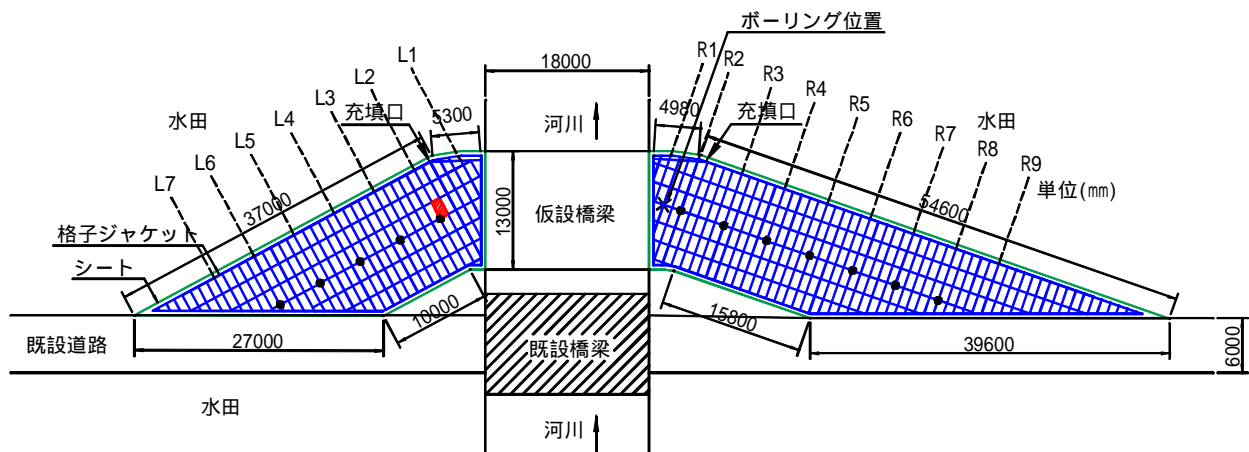 ボーリング位置
18000
R1
R2
R3
R4
R5
R6
R7
R8
R9
L1
L2
L3
L4
L5
L6
L7
充填口
5300
4980
充填口
水田
河川
水田
単位(㎜)
37000
13000
仮設橋梁
54600
格子ジャケット
シート
10000
15800
既設道路
27000
既設橋梁
39600
6000
水田
河川